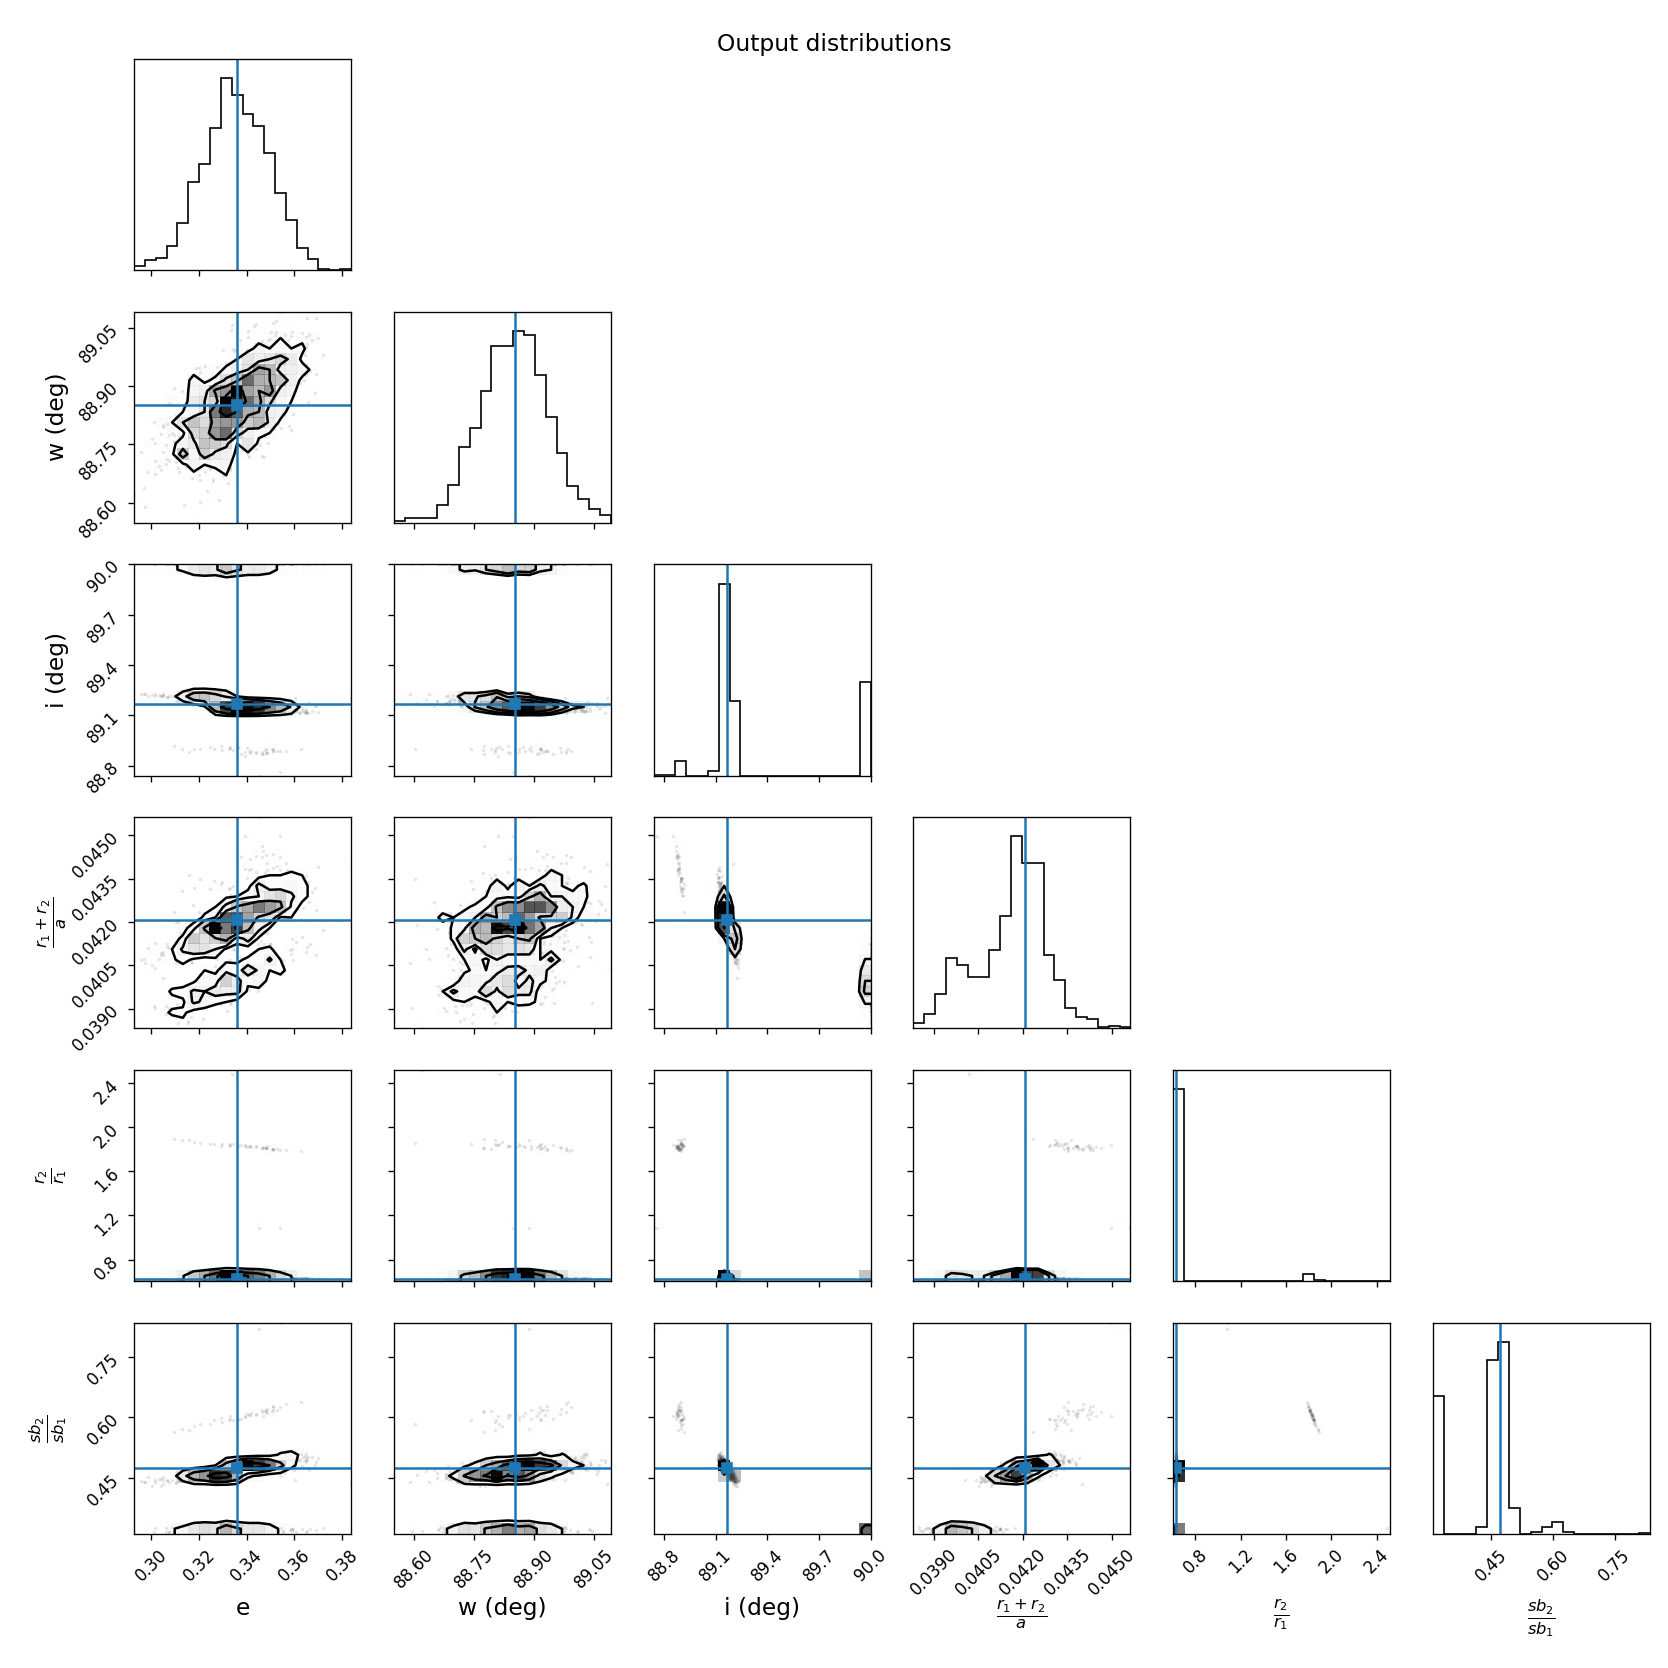 Output distributions
w (deg)
89.05
88.90
88.75
88.60
i (deg)
90.0
89.7
89.4
89.1
88.8
r₁ + r₂
a
0.0450
0.0435
0.0420
0.0405
0.0390
r₂
r₁
2.4
2.0
1.6
1.2
0.8
sb₂
sb₁
0.75
0.60
0.45
0.30 0.32 0.34 0.36 0.38 88.60 88.75 88.90 89.05 88.8 89.1 89.4 89.7 90.0 0.0390 0.0405 0.0420 0.0435 0.0450 0.8 1.2 1.6 2.0 2.4 0.45 0.60 0.75
e w (deg) i (deg) r₁ + r₂ r₂ sb₂
a r₁ sb₁